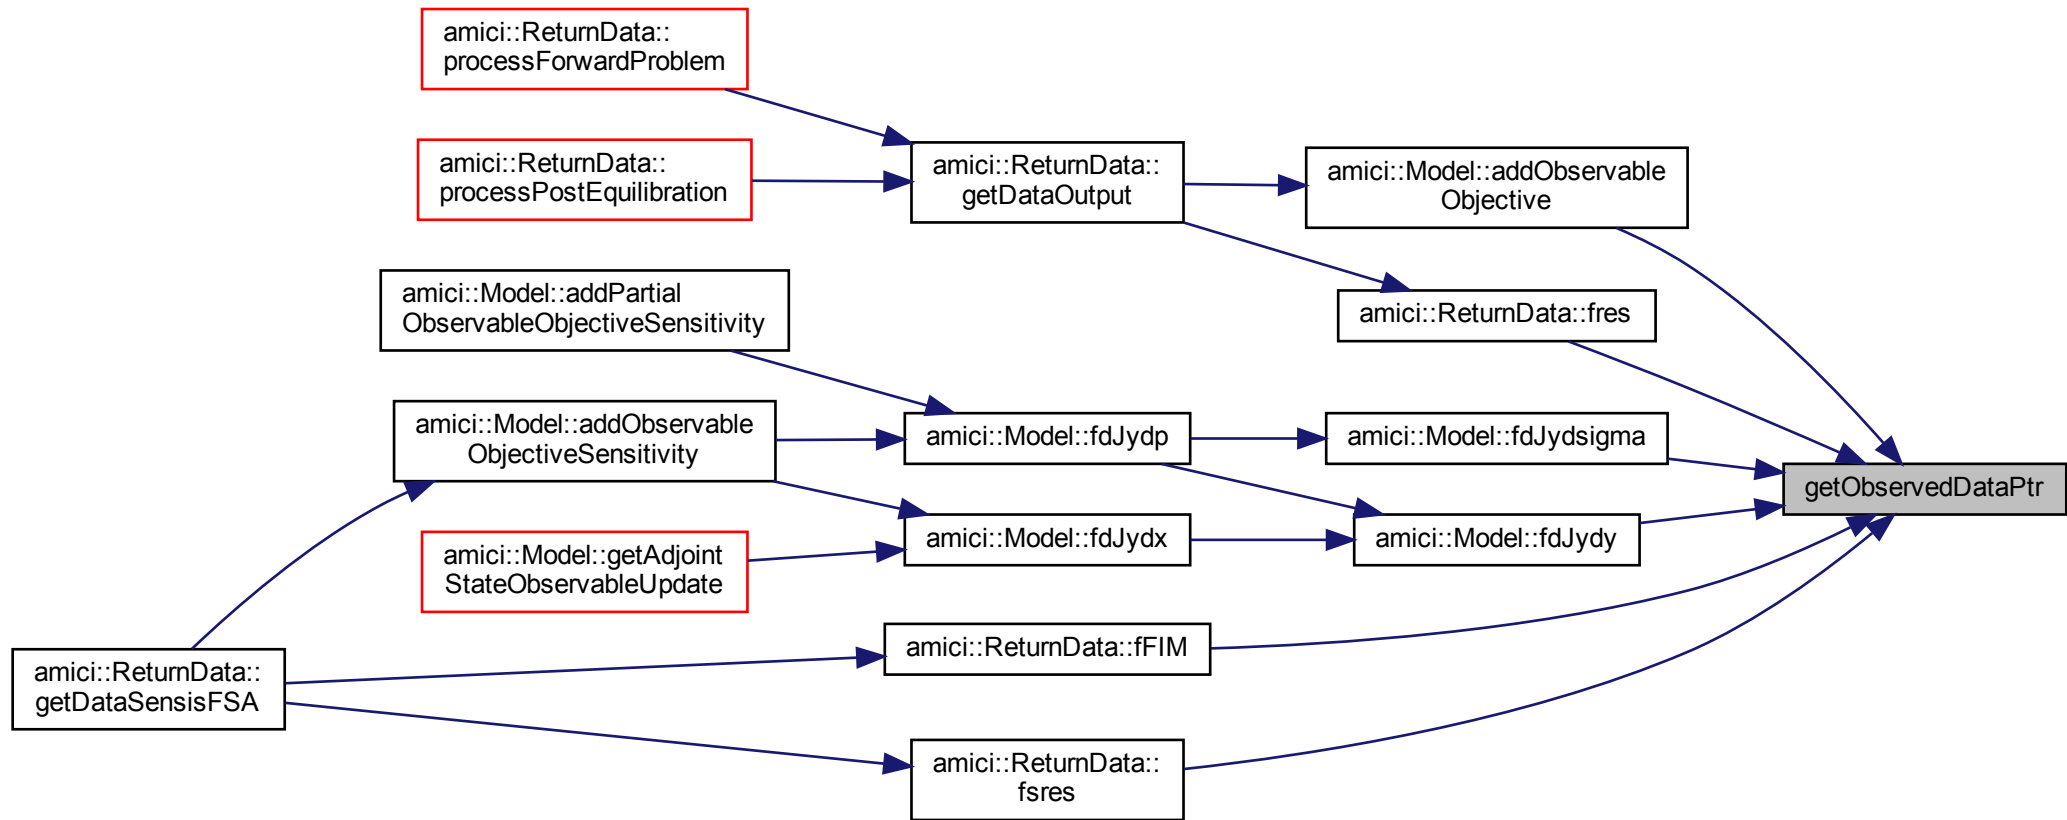 amici::ReturnData::
processForwardProblem
amici::ReturnData::
processPostEquilibration
amici::ReturnData::
getDataOutput
amici::Model::addObservable
Objective
amici::Model::addPartial
ObservableObjectiveSensitivity
amici::ReturnData::fres
amici::Model::addObservable
ObjectiveSensitivity
amici::Model::fdJydp
amici::Model::fdJydsigma
getObservedDataPtr
amici::Model::getAdjoint
StateObservableUpdate
amici::Model::fdJydx
amici::Model::fdJydy
amici::ReturnData::
getDataSensisFSA
amici::ReturnData::fFIM
amici::ReturnData::
fsres